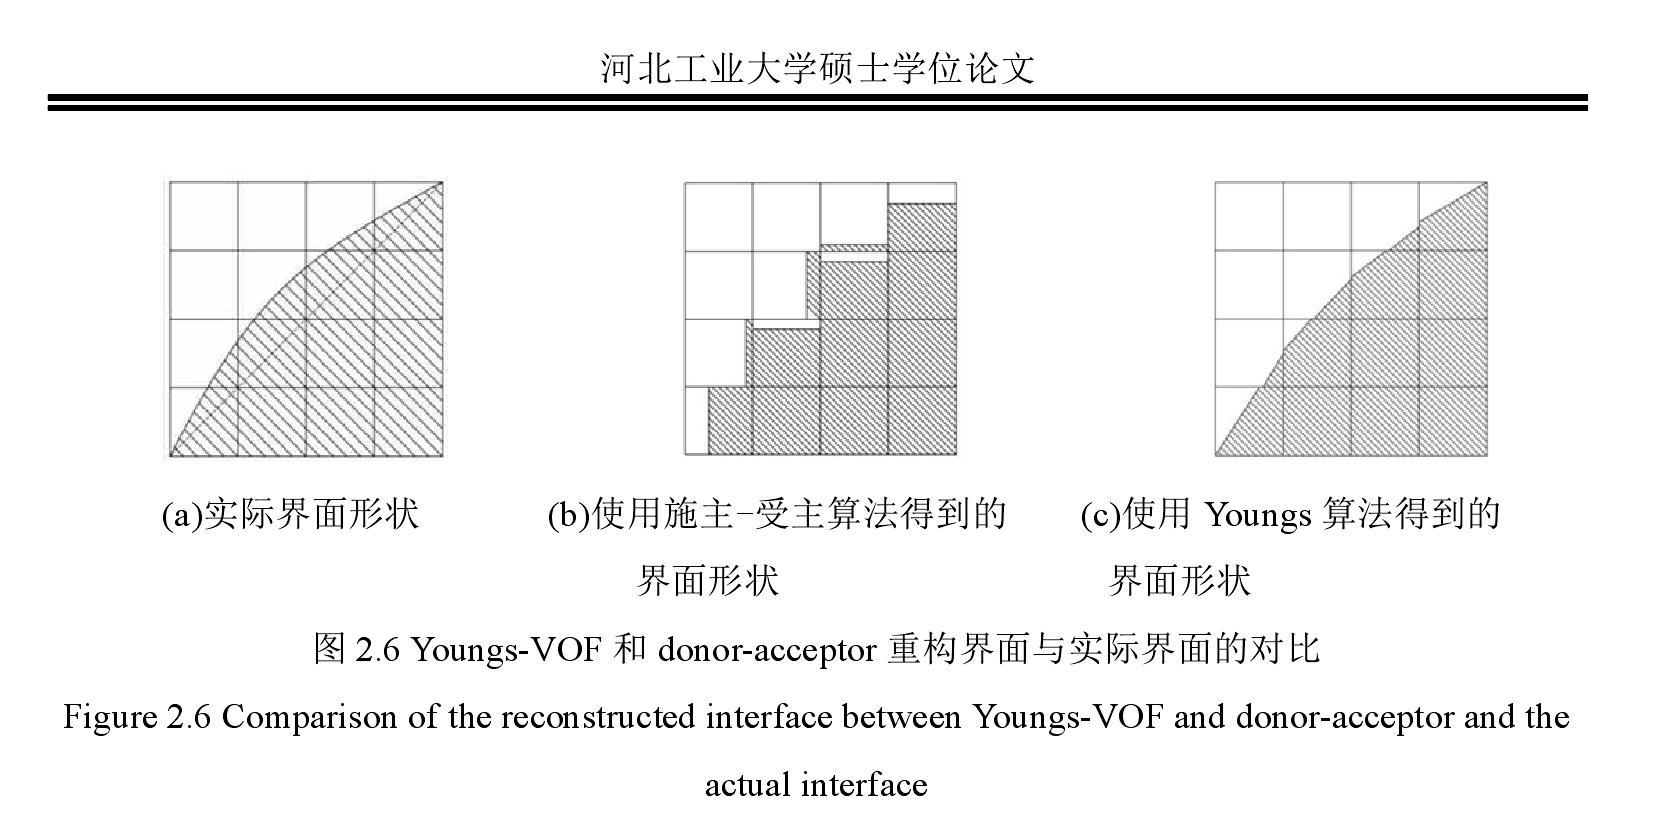 河北工业大学硕士学位论文
(a)实际界面形状
(b)使用施主-受主算法得到的
界面形状
(c)使用 Youngs 算法得到的
界面形状
图 2.6 Youngs-VOF 和 donor-acceptor 重构界面与实际界面的对比
Figure 2.6 Comparison of the reconstructed interface between Youngs-VOF and donor-acceptor and the
actual interface